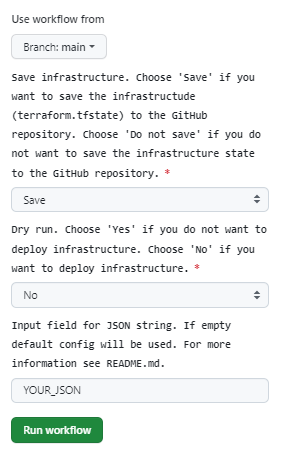 Use workflow from
Branch: main
Save infrastructure. Choose 'Save' if you
want to save the infrastructude
(terraform.tfstate) to the GitHub
repository. Choose 'Do not save' if you do
not want to save the infrastructure state
to the GitHub repository. *
Save
Dry run. Choose 'Yes' if you do not want to
deploy infrastructure. Choose 'No' if you
want to deploy infrastructure. *
No
Input field for JSON string. If empty
default config will be used. For more
information see README.md.
YOUR_JSON
Run workflow